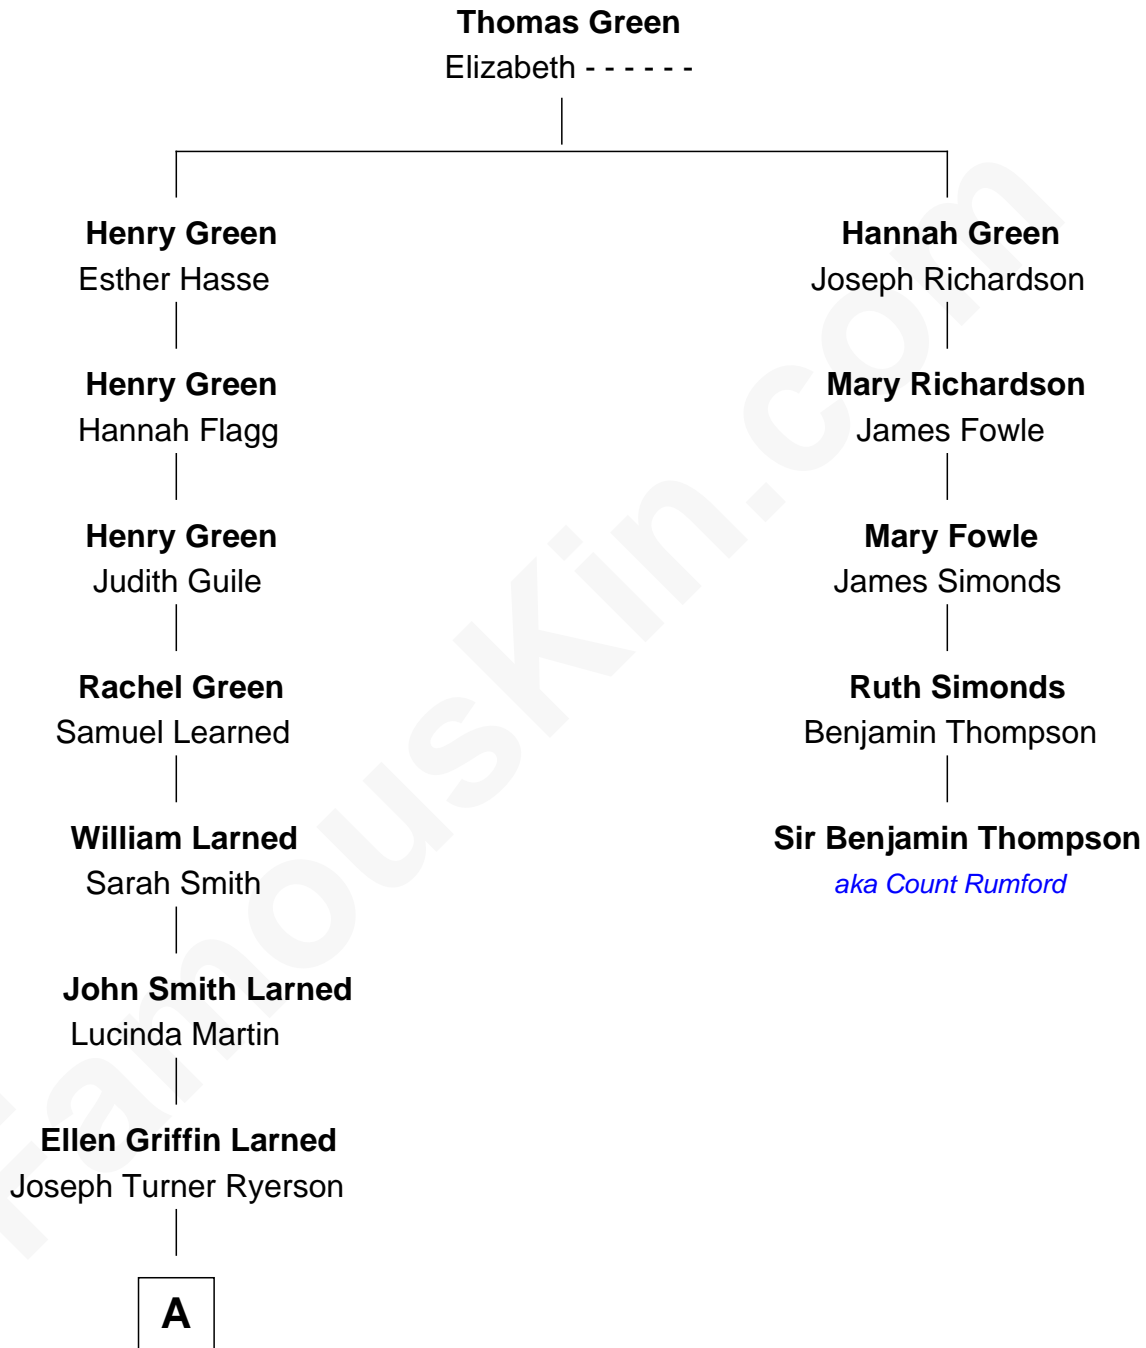 Thomas Green
Elizabeth - - - - - -
Henry Green
Esther Hasse
Hannah Green
Joseph Richardson
Henry Green
Hannah Flagg
Mary Richardson
James Fowle
Henry Green
Judith Guile
Mary Fowle
James Simonds
Rachel Green
Samuel Learned
Ruth Simonds
Benjamin Thompson
William Larned
Sarah Smith
Sir Benjamin Thompson
aka Count Rumford
John Smith Larned
Lucinda Martin
Ellen Griffin Larned
Joseph Turner Ryerson
A
FamousKin.com